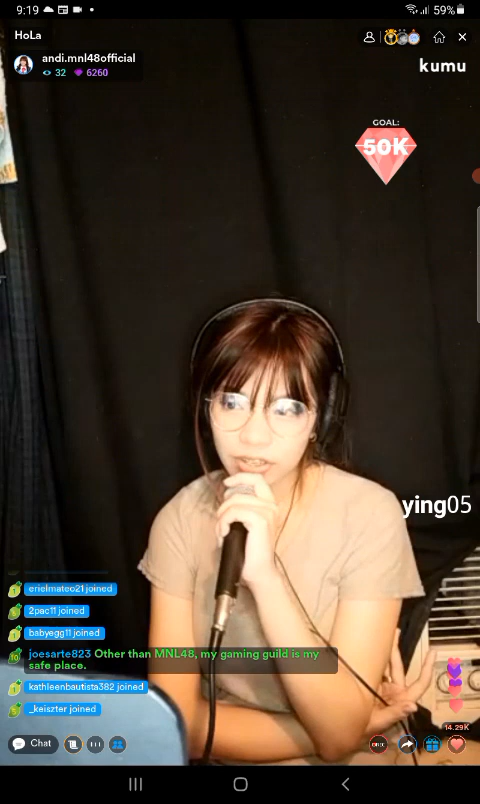 9:19
59%
HoLa
andi.mnl48official
32 6260
kumu
GOAL:
50K
ying05
erielmateo21 joined
2pac11 joined
babyegg11 joined
joesarte823 Other than MNL48, my gaming guild is my
safe place.
kathleenbautista382 joined
_keiszter joined
14.29K
Chat